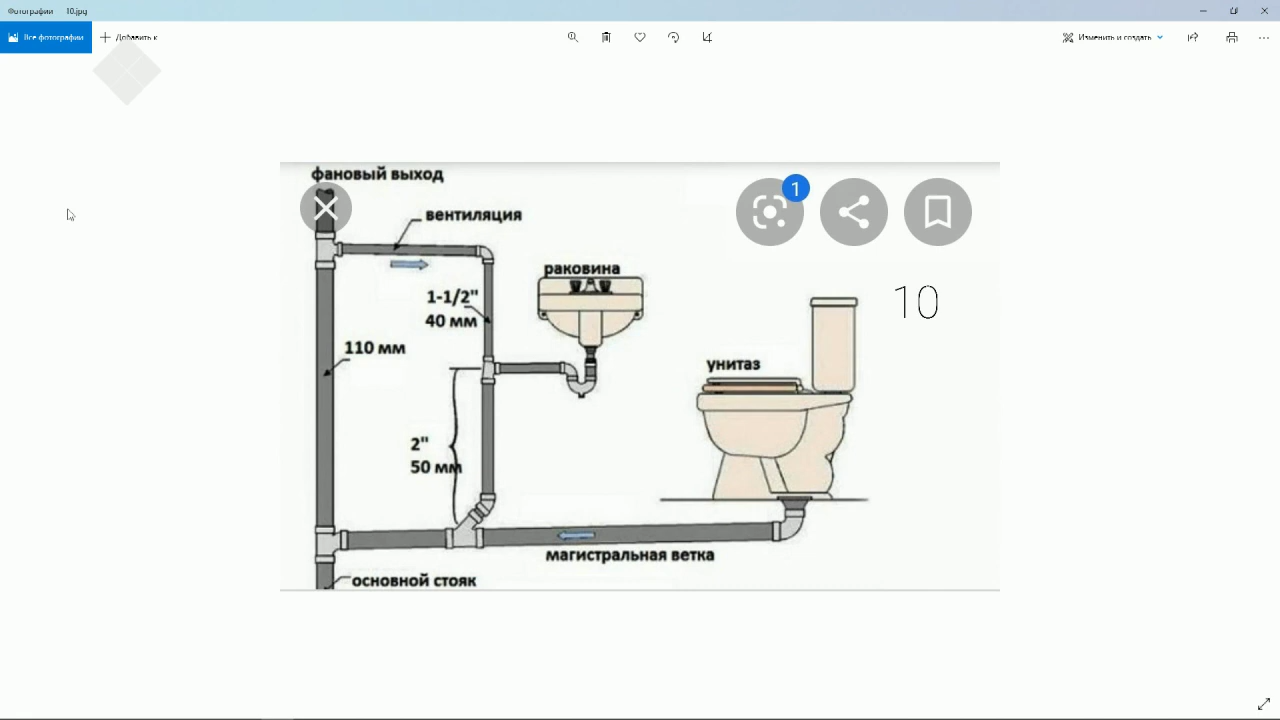 Фотографии 10.jpg
Все фотографии
Добавить к
Изменить и создать
фановый выход
1
вентиляция
раковина
1-1/2"
40 мм
10
110 мм
унитаз
2"
50 мм
магистральная ветка
основной стояк